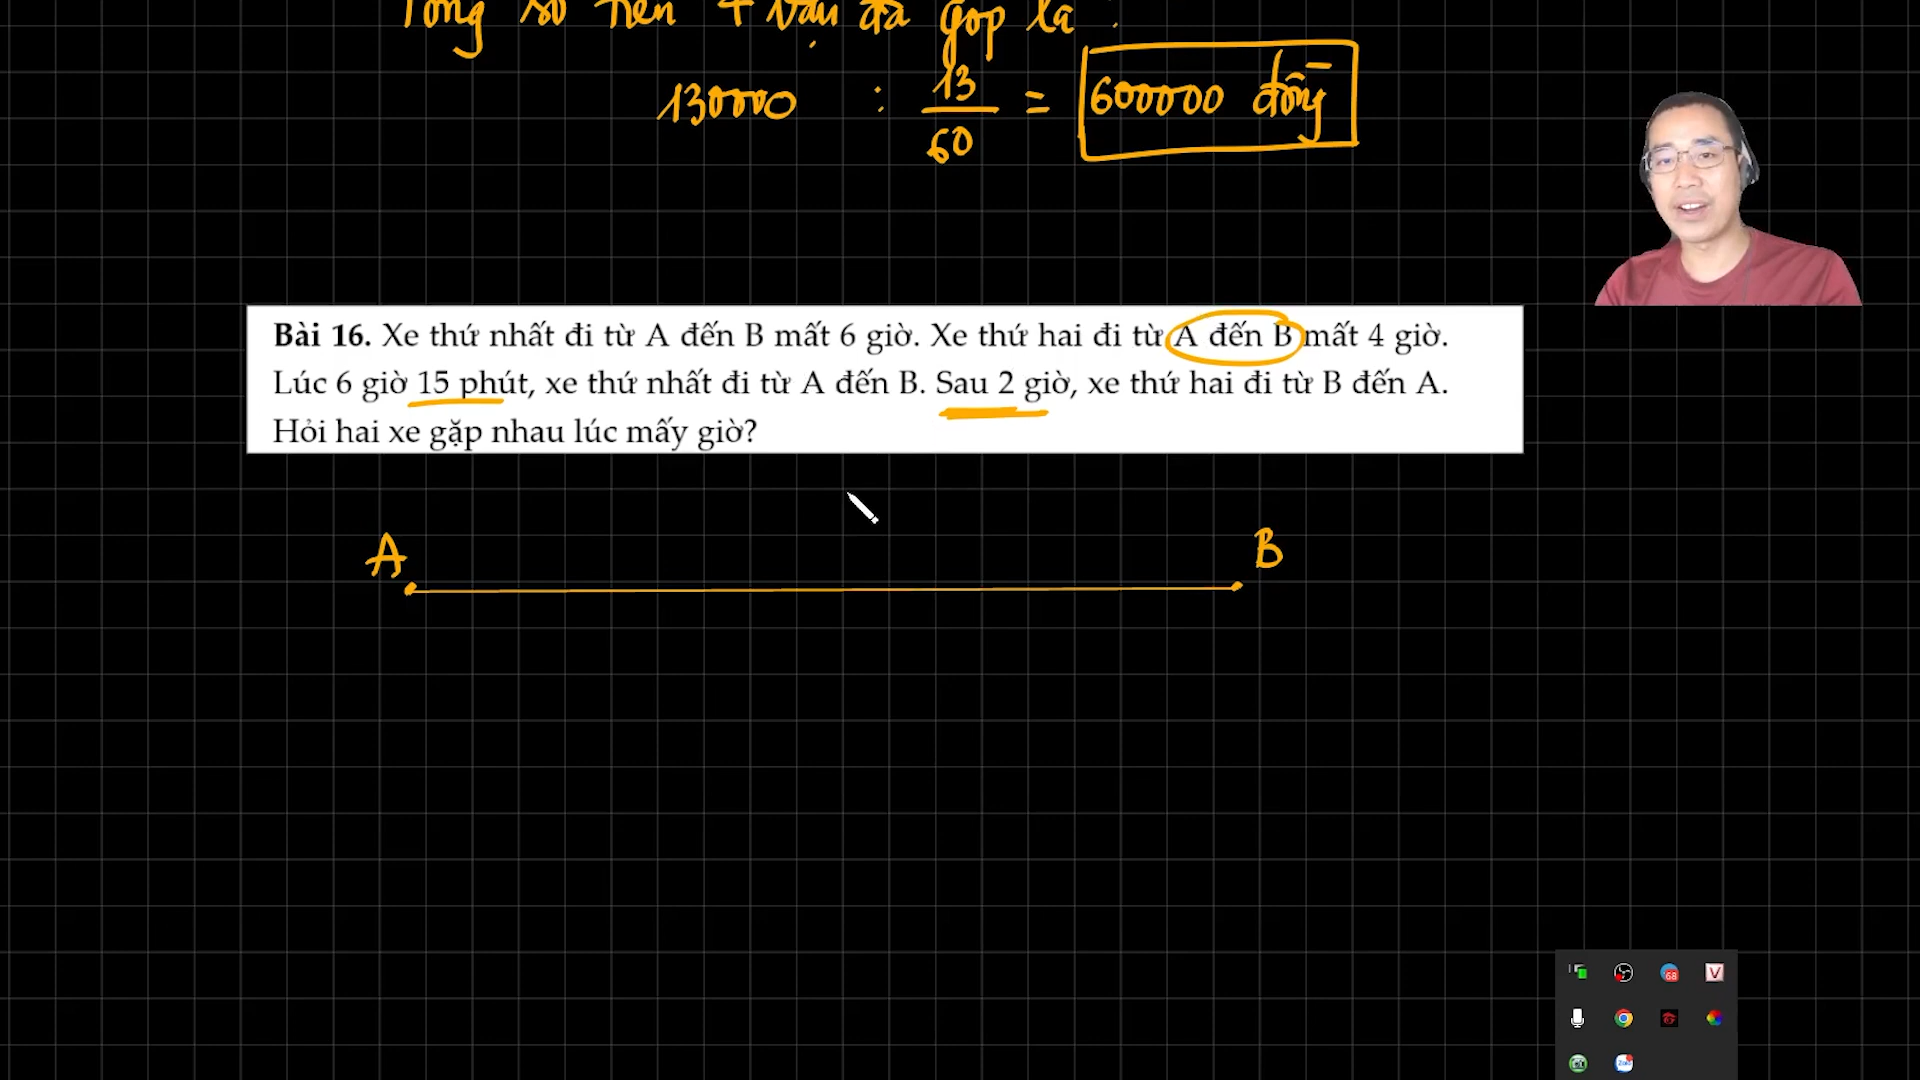 Tổng số tiền 4 bạn đã góp là :
130000 : 13/60 = 600000 đồng
Bài 16. Xe thứ nhất đi từ A đến B mất 6 giờ. Xe thứ hai đi từ A đến B mất 4 giờ.
Lúc 6 giờ 15 phút, xe thứ nhất đi từ A đến B. Sau 2 giờ, xe thứ hai đi từ B đến A.
Hỏi hai xe gặp nhau lúc mấy giờ?
A B
68 V
Zalo